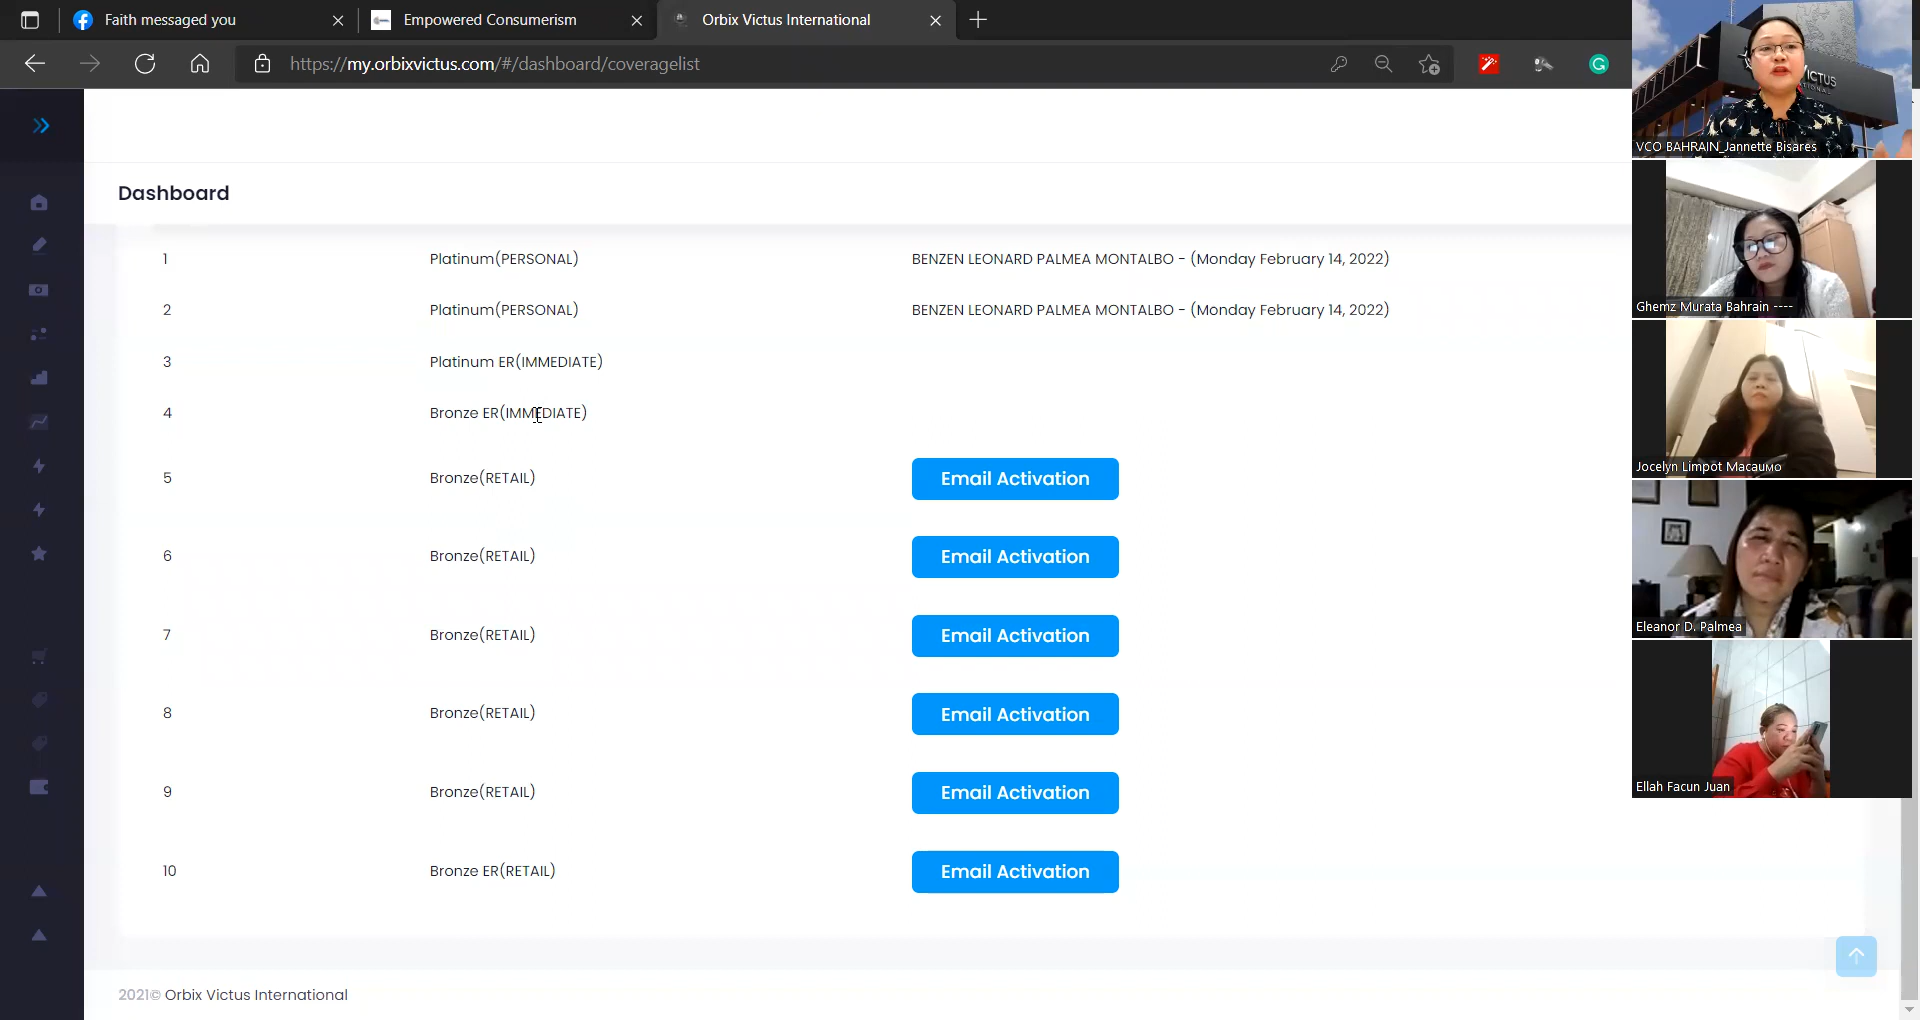 Faith messaged you
Empowered Consumerism
Orbix Victus International
https://my.orbixvictus.com/#/dashboard/coveragelist
Dashboard
1 Platinum(PERSONAL) BENZEN LEONARD PALMEA MONTALBO - (Monday February 14, 2022)
2 Platinum(PERSONAL) BENZEN LEONARD PALMEA MONTALBO - (Monday February 14, 2022)
3 Platinum ER(IMMEDIATE)
4 Bronze ER(IMMEDIATE)
5 Bronze(RETAIL) Email Activation
6 Bronze(RETAIL) Email Activation
7 Bronze(RETAIL) Email Activation
8 Bronze(RETAIL) Email Activation
9 Bronze(RETAIL) Email Activation
10 Bronze ER(RETAIL) Email Activation
2021© Orbix Victus International
VICTUS
VCO BAHRAIN_Jannette Bisares
Ghemz Murata Bahrain ----
Jocelyn Limpot Macauмo
Eleanor D. Palmea
Ellah Facun Juan